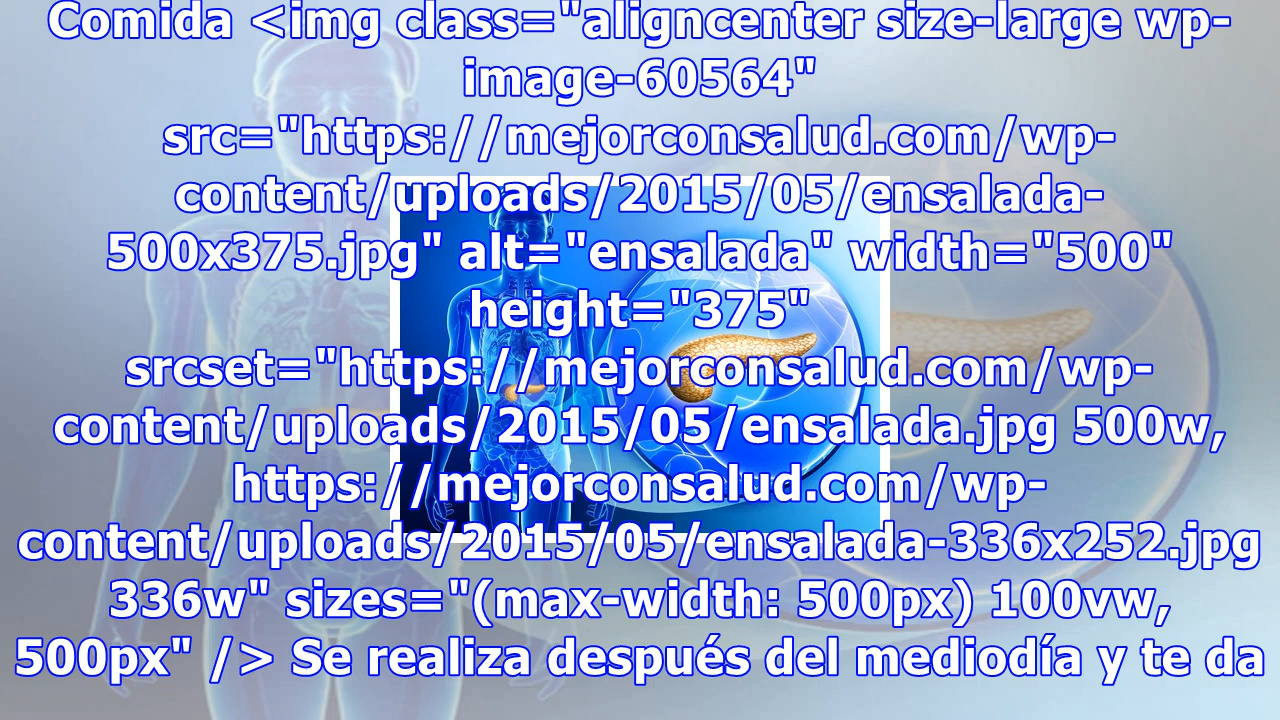 Comida <img class="aligncenter size-large wp-
image-60564"
src="https://mejorconsalud.com/wp-
content/uploads/2015/05/ensalada-
500x375.jpg" alt="ensalada" width="500"
height="375"
srcset="https://mejorconsalud.com/wp-
content/uploads/2015/05/ensalada.jpg 500w,
https://mejorconsalud.com/wp-
content/uploads/2015/05/ensalada-336x252.jpg
336w" sizes="(max-width: 500px) 100vw,
500px" /> Se realiza después del mediodía y te da